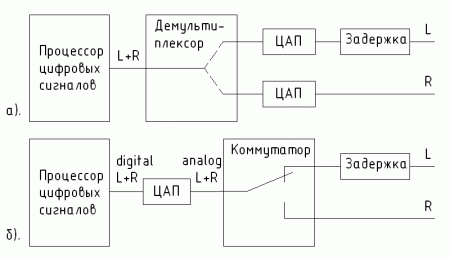 Процессор
цифровых
сигналов
L+R
Демульти-
плексор
ЦАП
Задержка
L
ЦАП
R
а).
Процессор
цифровых
сигналов
digital
L+R
ЦАП
analog
L+R
Коммутатор
Задержка
L
R
б).